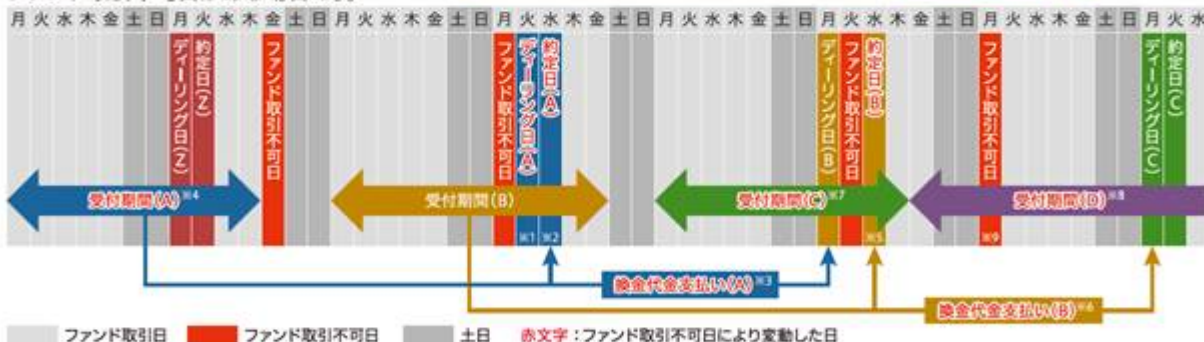 月 火 水 木 金 土 日 月 火 水 木 金 土 日 月 火 水 木 金 土 日 月 火 水 木 金 土 日 月 火 水 木 金 土 日 月 火 水 木 金 土 日 月 火 水 木 金 土 日 月 火 水
ディーリング日(Z)
約定日(Z)
ファンド取引不可日
ファンド取引不可日
ディーリング日(A)
約定日(A)
ディーリング日(B)
ファンド取引不可日
約定日(B)
ファンド取引不可日
ディーリング日(C)
約定日(C)
受付期間(A)※4
受付期間(B)
受付期間(C)※7
受付期間(D)※8
※1
※2
※5
※9
換金代金支払い(A)※3
換金代金支払い(B)※6
ファンド取引日 ファンド取引不可日 土日 赤文字：ファンド取引不可日により変動した日